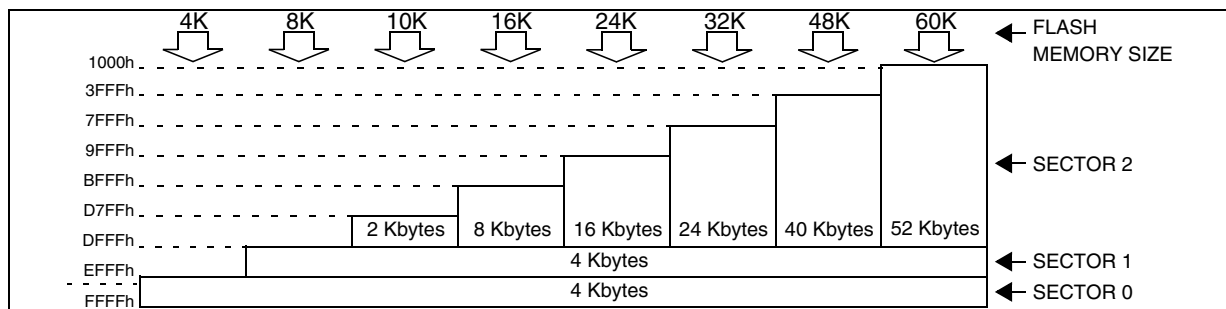 4K 8K 10K 16K 24K 32K 48K 60K
FLASH
MEMORY SIZE
1000h
3FFFh
7FFFh
9FFFh
SECTOR 2
BFFFh
D7FFh
2 Kbytes 8 Kbytes 16 Kbytes 24 Kbytes 40 Kbytes 52 Kbytes
DFFFh
4 Kbytes
SECTOR 1
EFFFh
4 Kbytes
SECTOR 0
FFFFh